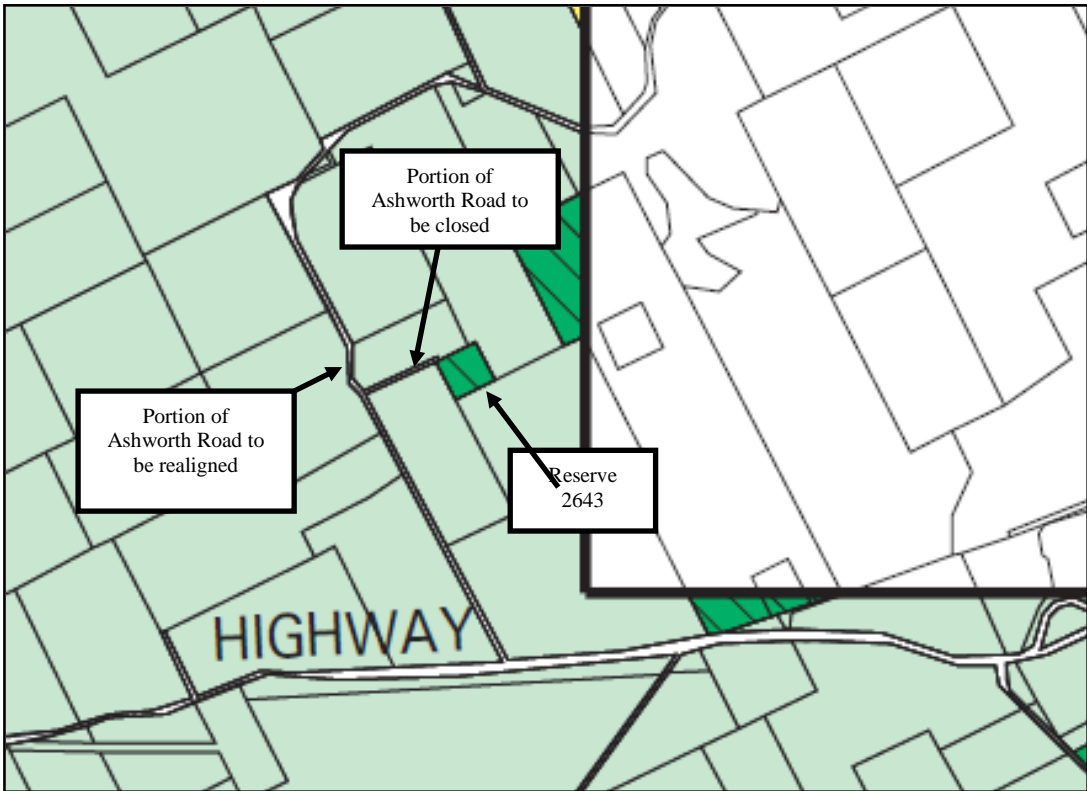 Portion of
Ashworth Road to
be closed
Portion of
Ashworth Road to
be realigned
Reserve
2643
HIGHWAY